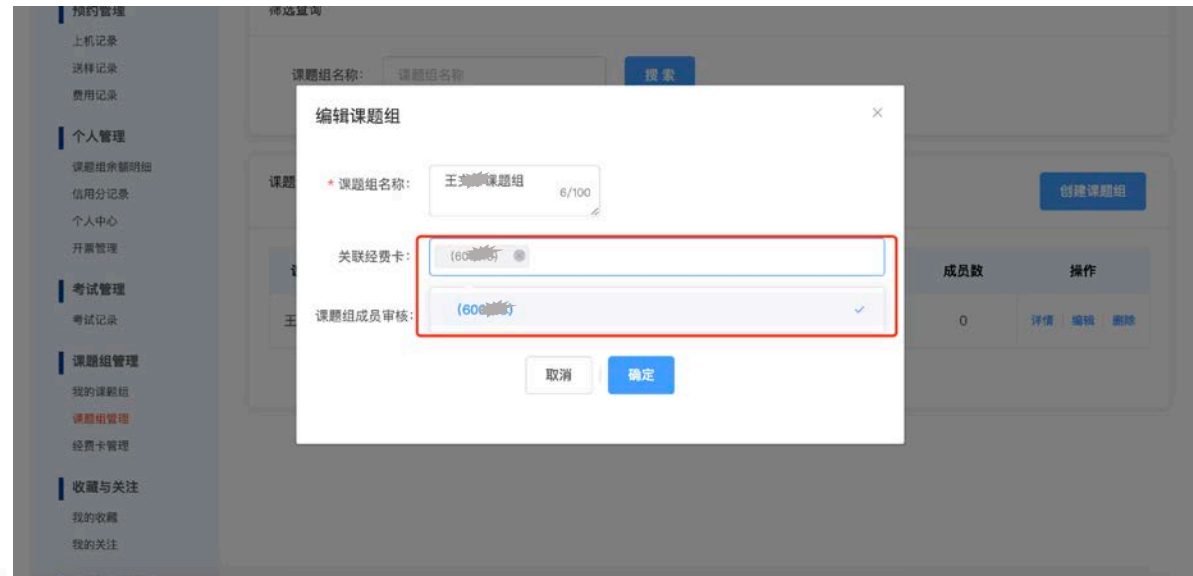 预约管理
上机记录
送样记录
费用记录
个人管理
课题组余额明细
信用分记录
个人中心
开票管理
考试管理
考试记录
课题组管理
我的课题组
课题组管理
经费卡管理
收藏与关注
我的收藏
我的关注
筛选查询
课题组名称: 课题组名称 搜索
课题
创建课题组
成员数 操作
王 0 详情 编辑 删除
编辑课题组 ×
* 课题组名称: 王 课题组 6/100
关联经费卡: (60
课题组成员审核: (60
取消 确定